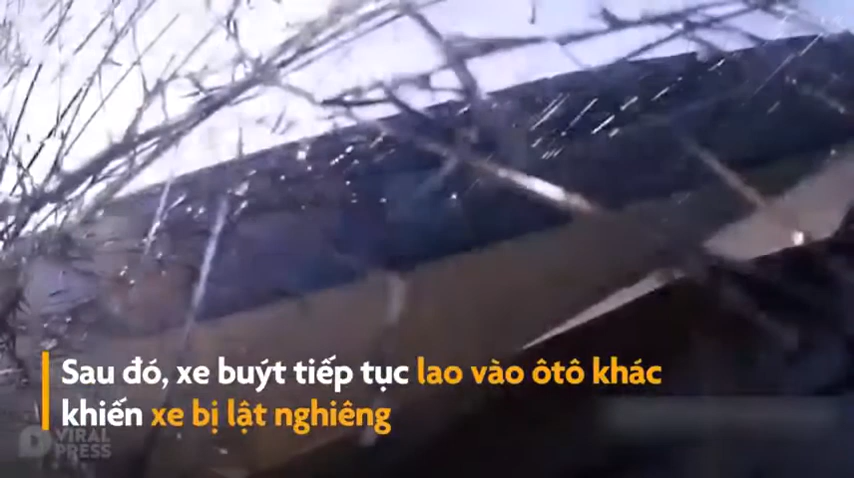 Sau đó, xe buýt tiếp tục lao vào ôtô khác
khiến xe bị lật nghiêng
VIRAL
PRESS